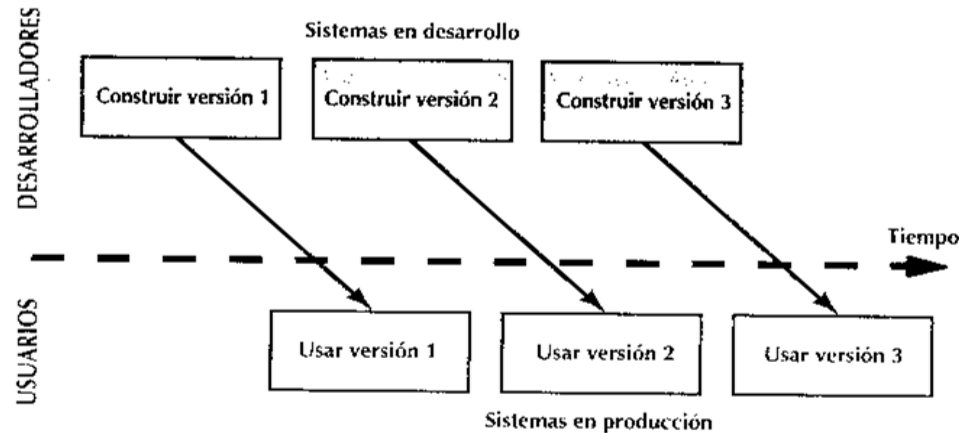 DESARROLLADORES
Sistemas en desarrollo
Construir versión 1
Construir versión 2
Construir versión 3
Tiempo
USUARIOS
Usar versión 1
Usar versión 2
Usar versión 3
Sistemas en producción